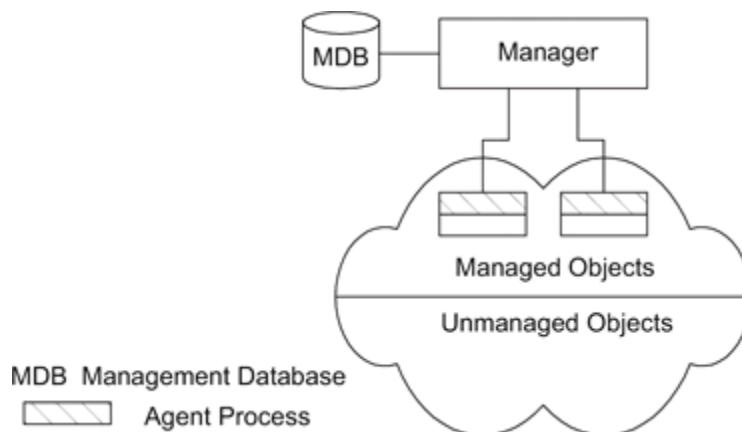 MDB
Manager
Managed Objects
Unmanaged Objects
MDB Management Database
Agent Process